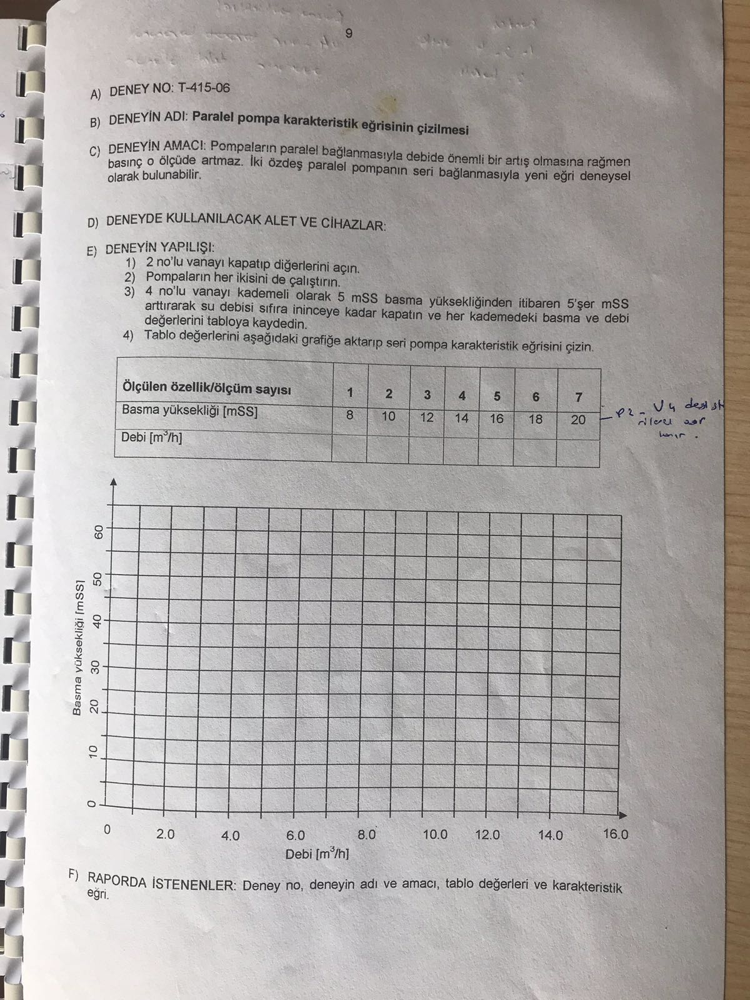 9
A) DENEY NO: T-415-06
B) DENEYİN ADI: Paralel pompa karakteristik eğrisinin çizilmesi
C) DENEYİN AMACI: Pompaların paralel bağlanmasıyla debide önemli bir artış olmasına rağmen
basınç o ölçüde artmaz. İki özdeş paralel pompanın seri bağlanmasıyla yeni eğri deneysel
olarak bulunabilir.
D) DENEYDE KULLANILACAK ALET VE CİHAZLAR:
E) DENEYİN YAPILIŞI:
1) 2 no'lu vanayı kapatıp diğerlerini açın.
2) Pompaların her ikisini de çalıştırın.
3) 4 no'lu vanayı kademeli olarak 5 mSS basma yüksekliğinden itibaren 5'şer mSS
arttırarak su debisi sıfıra ininceye kadar kapatın ve her kademedeki basma ve debi
değerlerini tabloya kaydedin.
4) Tablo değerlerini aşağıdaki grafiğe aktarıp seri pompa karakteristik eğrisini çizin.
Ölçülen özellik/ölçüm sayısı 1 2 3 4 5 6 7
Basma yüksekliği [mSS] 8 10 12 14 16 18 20
P2 - V4
Debi [m³/h]
Basma yüksekliği [mSS]
60
50
40
30
20
10
0
0 2.0 4.0 6.0 8.0 10.0 12.0 14.0 16.0
Debi [m³/h]
F) RAPORDA İSTENENLER: Deney no, deneyin adı ve amacı, tablo değerleri ve karakteristik
eğri.